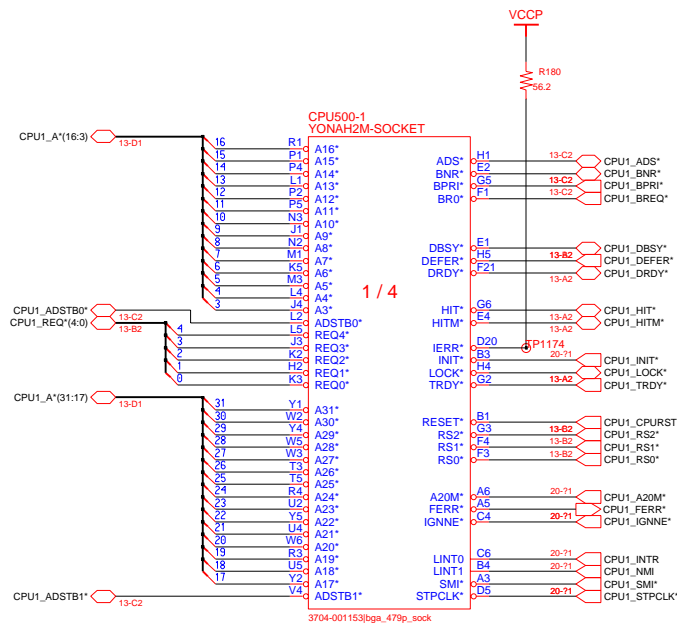 VCCP
R180
56.2
CPU500-1
YONAH2M-SOCKET
CPU1_A*(16:3)
13-D1
16 R1 A16*
15 P1 A15*
14 P4 A14*
13 L1 A13*
12 P2 A12*
11 P5 A11*
10 N3 A10*
9 J1 A9*
8 N2 A8*
7 M1 A7*
6 K5 A6*
5 M3 A5*
4 L4 A4*
3 J4 A3*
CPU1_ADSTB0*
13-C2
L2 ADSTB0*
CPU1_REQ*(4:0)
13-B2
4 L5 REQ4*
3 J3 REQ3*
2 K2 REQ2*
1 H2 REQ1*
0 K3 REQ0*
CPU1_A*(31:17)
13-D1
31 Y1 A31*
30 W2 A30*
29 Y4 A29*
28 W5 A28*
27 W3 A27*
26 T3 A26*
25 T5 A25*
24 R4 A24*
23 U2 A23*
22 Y5 A22*
21 U4 A21*
20 W6 A20*
19 R3 A19*
18 U5 A18*
17 Y2 A17*
CPU1_ADSTB1*
13-C2
V4 ADSTB1*
1 / 4
ADS* H1 13-C2 CPU1_ADS*
BNR* E2 CPU1_BNR*
BPRI* G5 13-C2 CPU1_BPRI*
BR0* F1 13-C2 CPU1_BREQ*
DBSY* E1 CPU1_DBSY*
DEFER* H5 CPU1_DEFER*
DRDY* F21 13-A2 CPU1_DRDY*
HIT* G6 CPU1_HIT*
HITM* E4 13-A2 CPU1_HITM*
13-A2
IERR* D20 TP1174
INIT* B3 20-?1 CPU1_INIT*
LOCK* H4 CPU1_LOCK*
TRDY* G2 13-A2 CPU1_TRDY*
RESET* B1 CPU1_CPURST
RS2* G3 CPU1_RS2*
RS1* F4 13-B2 CPU1_RS1*
RS0* F3 13-B2 CPU1_RS0*
A20M* A6 20-?1 CPU1_A20M*
FERR* A5 CPU1_FERR*
IGNNE* C4 20-?1 CPU1_IGNNE*
LINT0 C6 20-?1 CPU1_INTR
LINT1 B4 20-?1 CPU1_NMI
SMI* A3 CPU1_SMI*
STPCLK* D5 20-?1 CPU1_STPCLK*
3704-001153|bga_479p_sock